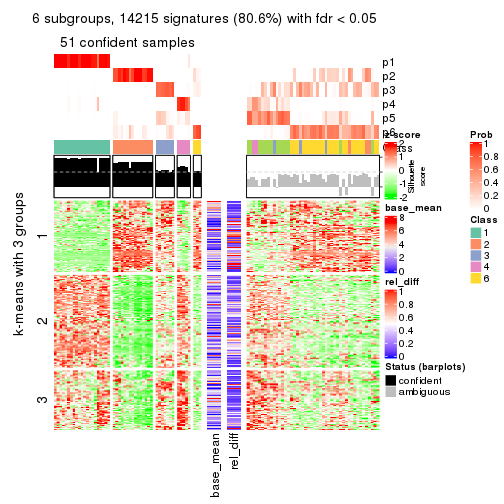 6 subgroups, 14215 signatures (80.6%) with fdr < 0.05
51 confident samples
p1
p2
p3
p4
p5
p6
Class
z-score
2
1
0
-1
-2
Silhouette score
Prob
1
0.8
0.6
0.4
0.2
0
Class
1
2
3
4
6
base_mean
8
6
4
2
0
rel_diff
1
0.8
0.6
0.4
0.2
0
Status (barplots)
confident
ambiguous
k-means with 3 groups
1
2
3
base_mean
rel_diff